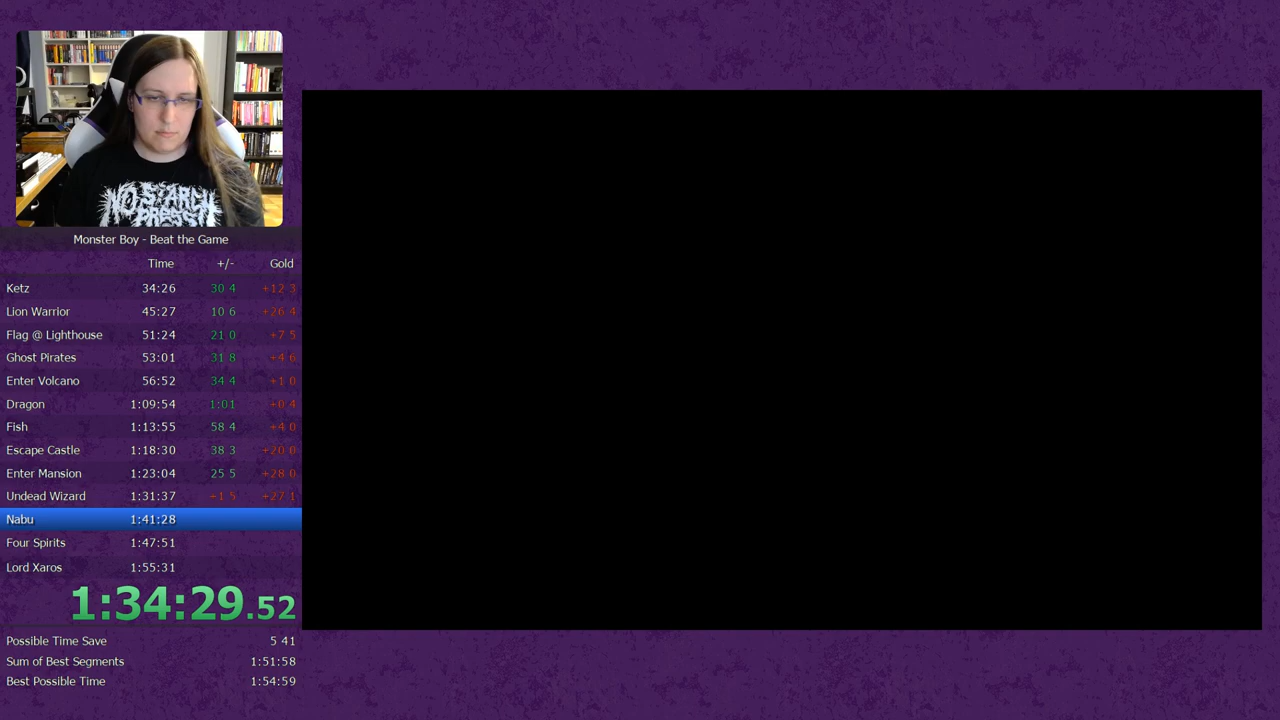 NO STARCH
PRESS
Monster Boy - Beat the Game
Time +/- Gold
Ketz 34:26 30 4 +12 3
Lion Warrior 45:27 10 6 +26 4
Flag @ Lighthouse 51:24 21 0 +7 5
Ghost Pirates 53:01 31 8 +4 6
Enter Volcano 56:52 34 4 +1 0
Dragon 1:09:54 1:01 +0 4
Fish 1:13:55 58 4 +4 0
Escape Castle 1:18:30 38 3 +20 0
Enter Mansion 1:23:04 25 5 +28 0
Undead Wizard 1:31:37 +1 5 +27 1
Nabu 1:41:28
Four Spirits 1:47:51
Lord Xaros 1:55:31
1:34:29.52
Possible Time Save 5 41
Sum of Best Segments 1:51:58
Best Possible Time 1:54:59